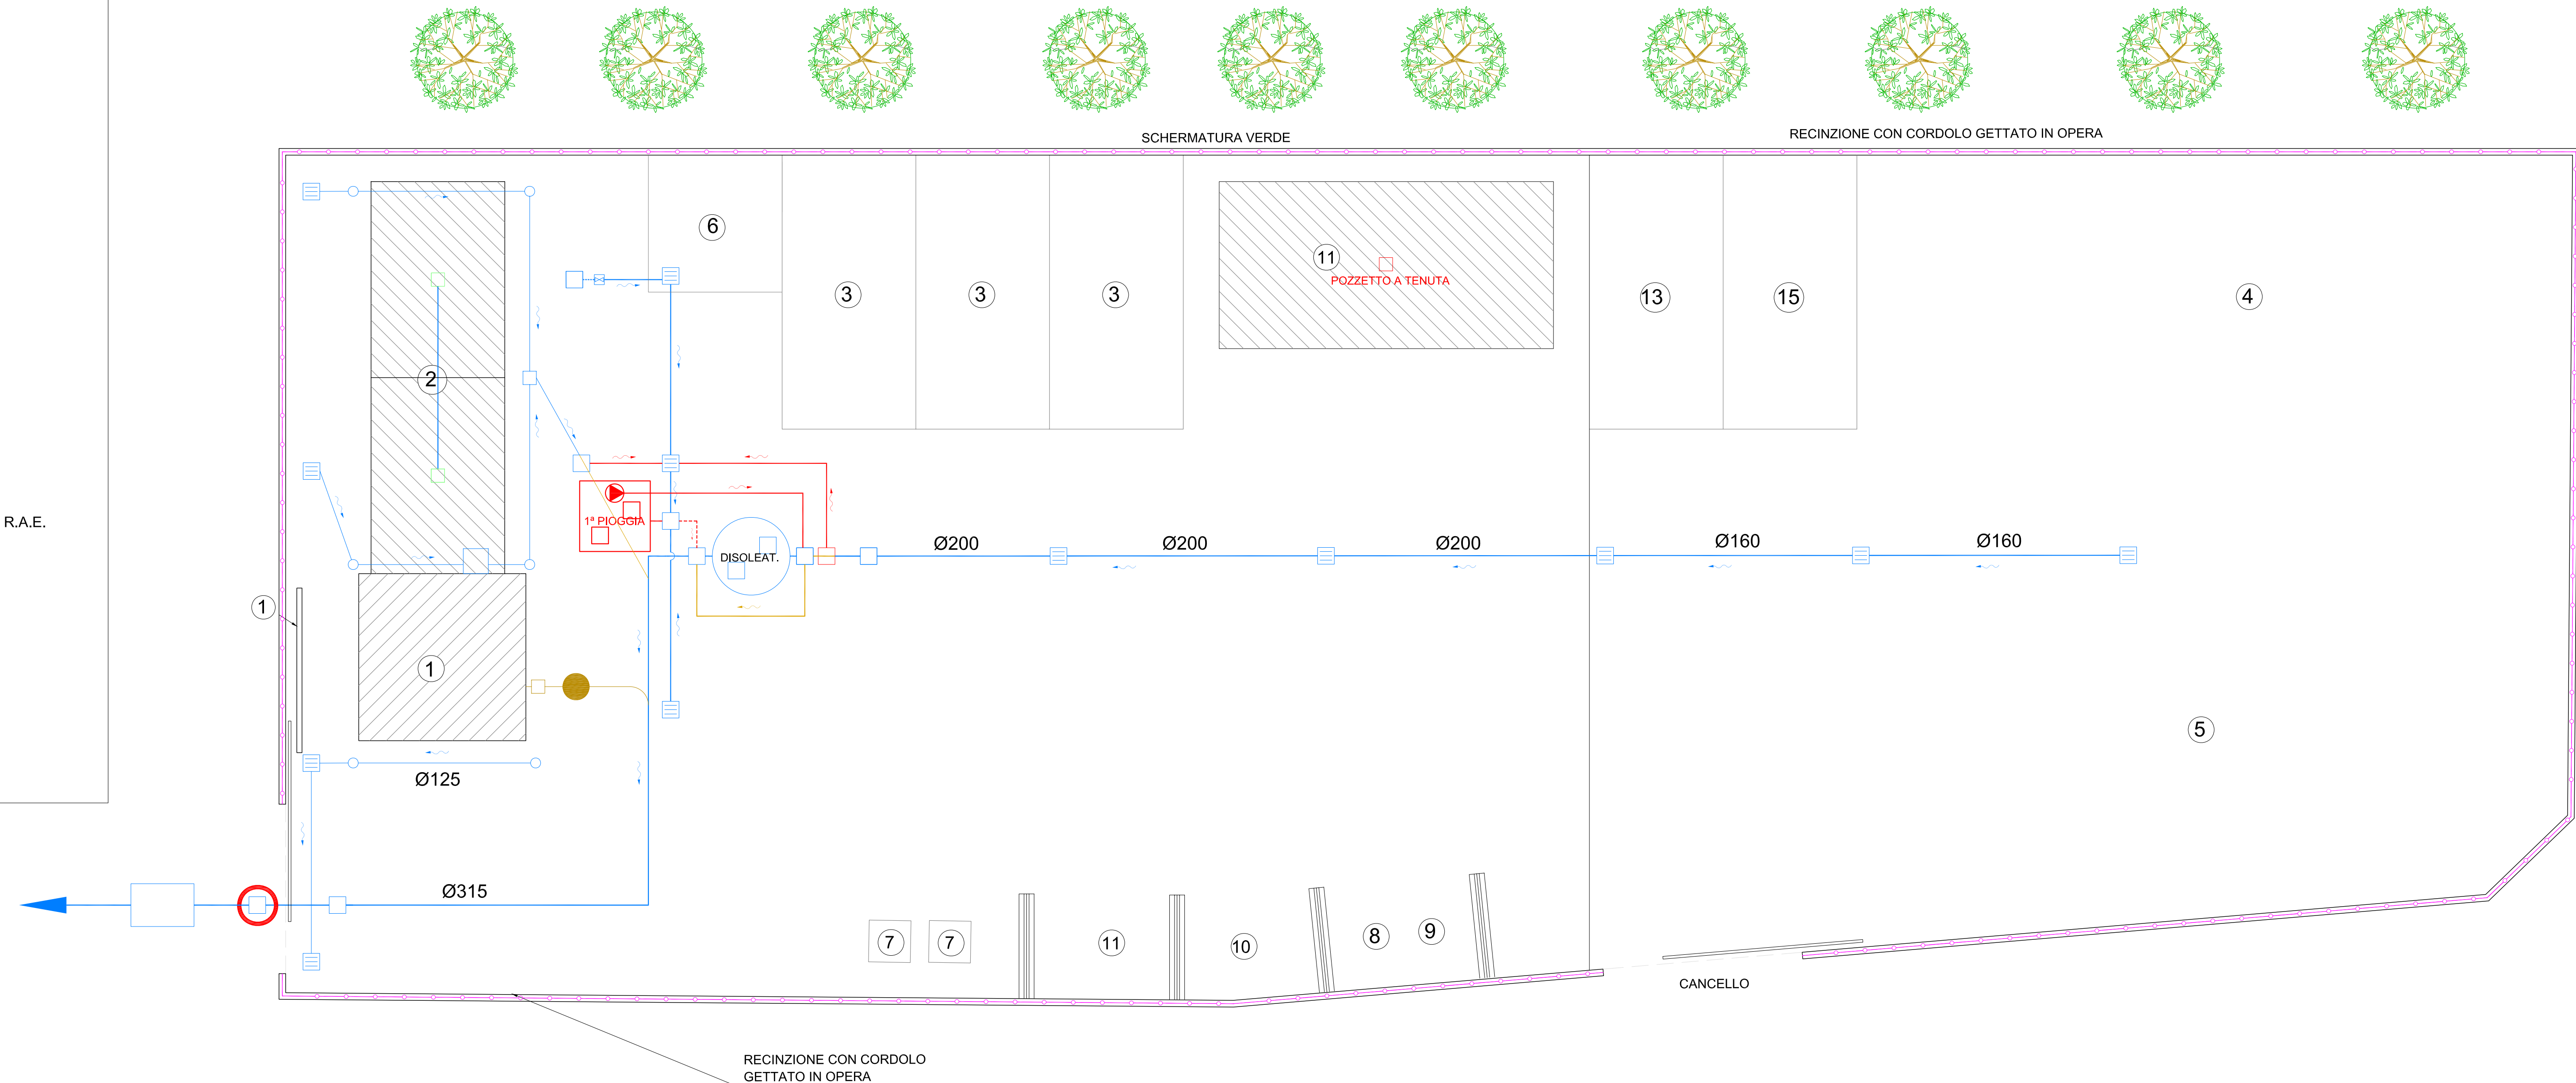 SCHERMATURA VERDE
RECINZIONE CON CORDOLO GETTATO IN OPERA
6
3
3
3
11
POZZETTO A TENUTA
13
15
4
2
R.A.E.
1ª PIOGGIA
DISOLEAT.
Ø200
Ø200
Ø200
Ø160
Ø160
1
1
5
Ø125
Ø315
7
7
11
10
8
9
CANCELLO
RECINZIONE CON CORDOLO
GETTATO IN OPERA